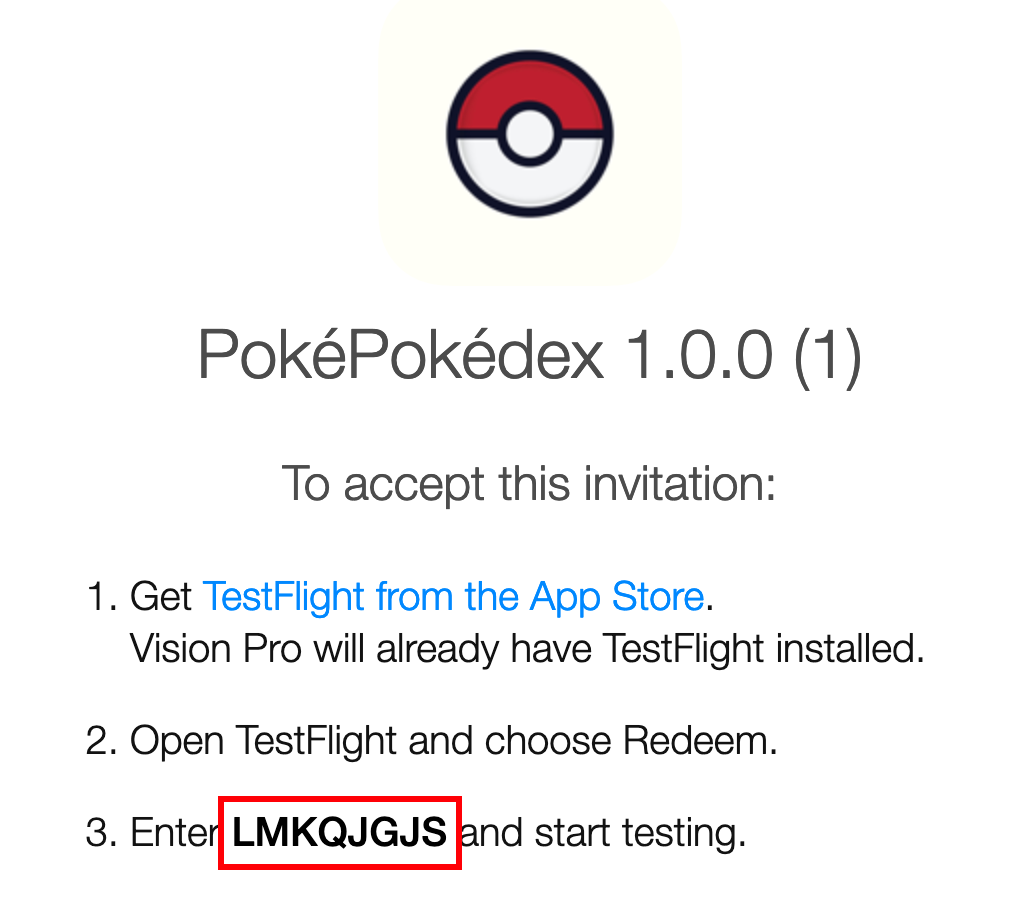 PokéPokédex 1.0.0 (1)
To accept this invitation:
1. Get TestFlight from the App Store.
Vision Pro will already have TestFlight installed.
2. Open TestFlight and choose Redeem.
3. Enter LMKQJGJS and start testing.